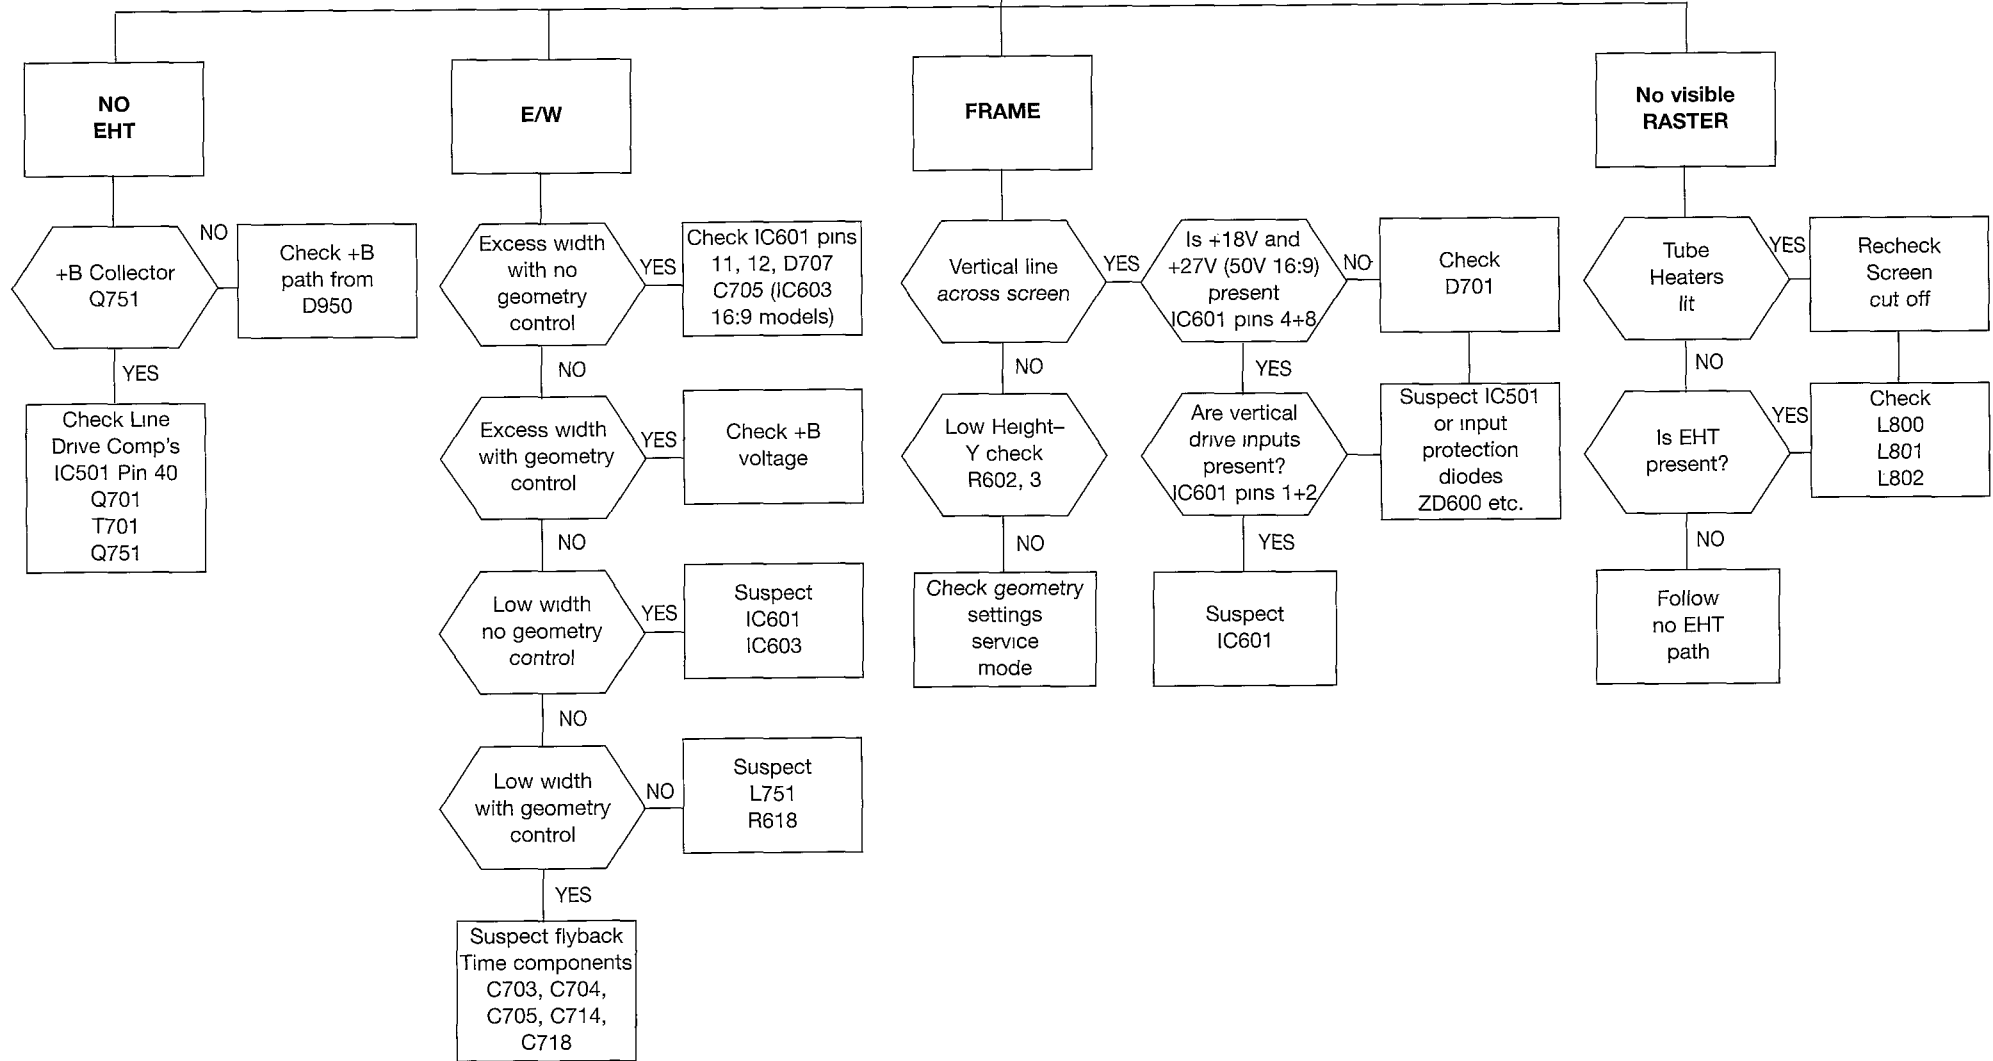 NO
EHT
+B Collector
Q751
NO
Check +B
path from
D950
YES
Check Line
Drive Comp's
IC501 Pin 40
Q701
T701
Q751
E/W
Excess width
with no
geometry
control
YES
Check IC601 pins
11, 12, D707
C705 (IC603
16:9 models)
NO
Excess width
with geometry
control
YES
Check +B
voltage
NO
Low width
no geometry
control
YES
Suspect
IC601
IC603
NO
Low width
with geometry
control
NO
Suspect
L751
R618
YES
Suspect flyback
Time components
C703, C704,
C705, C714,
C718
FRAME
Vertical line
across screen
YES
Is +18V and
+27V (50V 16:9)
present
IC601 pins 4+8
NO
Check
D701
NO
YES
Low Height–
Y check
R602, 3
Are vertical
drive inputs
present?
IC601 pins 1+2
Suspect IC501
or input
protection
diodes
ZD600 etc.
NO
YES
Check geometry
settings
service
mode
Suspect
IC601
No visible
RASTER
Tube
Heaters
lit
YES
Recheck
Screen
cut off
NO
Is EHT
present?
YES
Check
L800
L801
L802
NO
Follow
no EHT
path